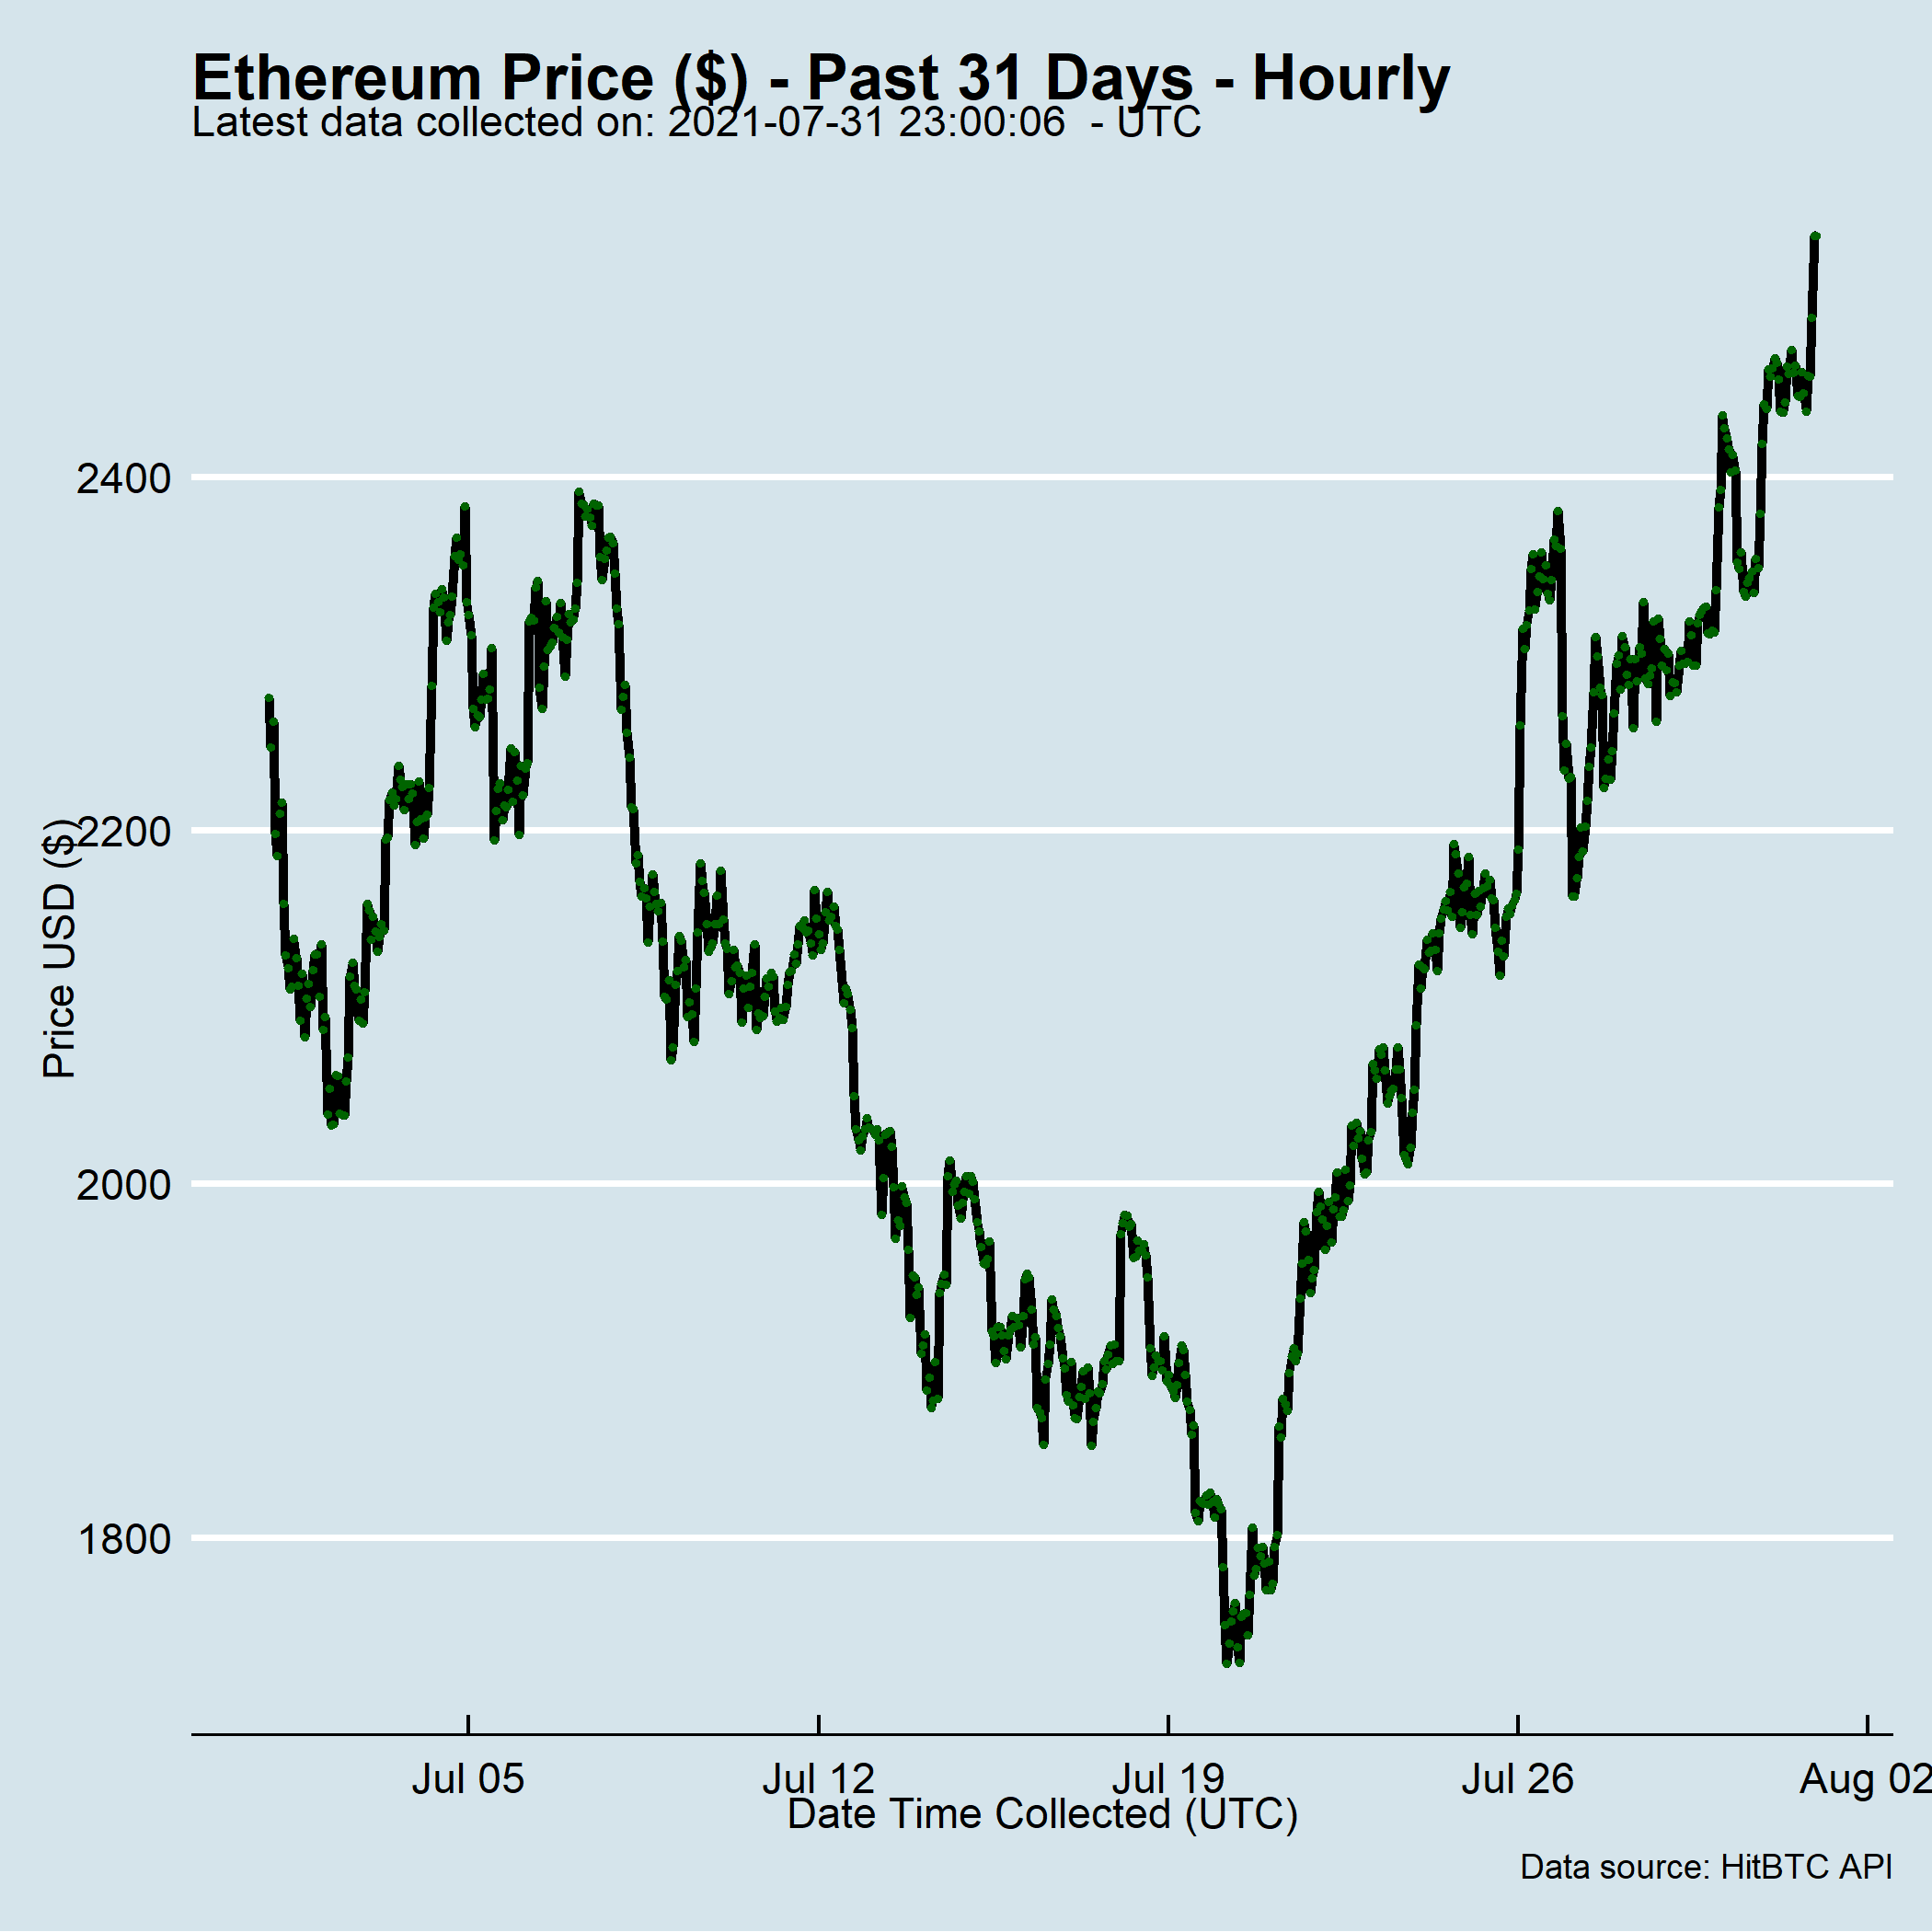 Ethereum Price ($) - Past 31 Days - Hourly
Latest data collected on: 2021-07-31 23:00:06  - UTC
Price USD ($)
2400
2200
2000
1800
Jul 05
Jul 12
Jul 19
Jul 26
Aug 02
Date Time Collected (UTC)
Data source: HitBTC API